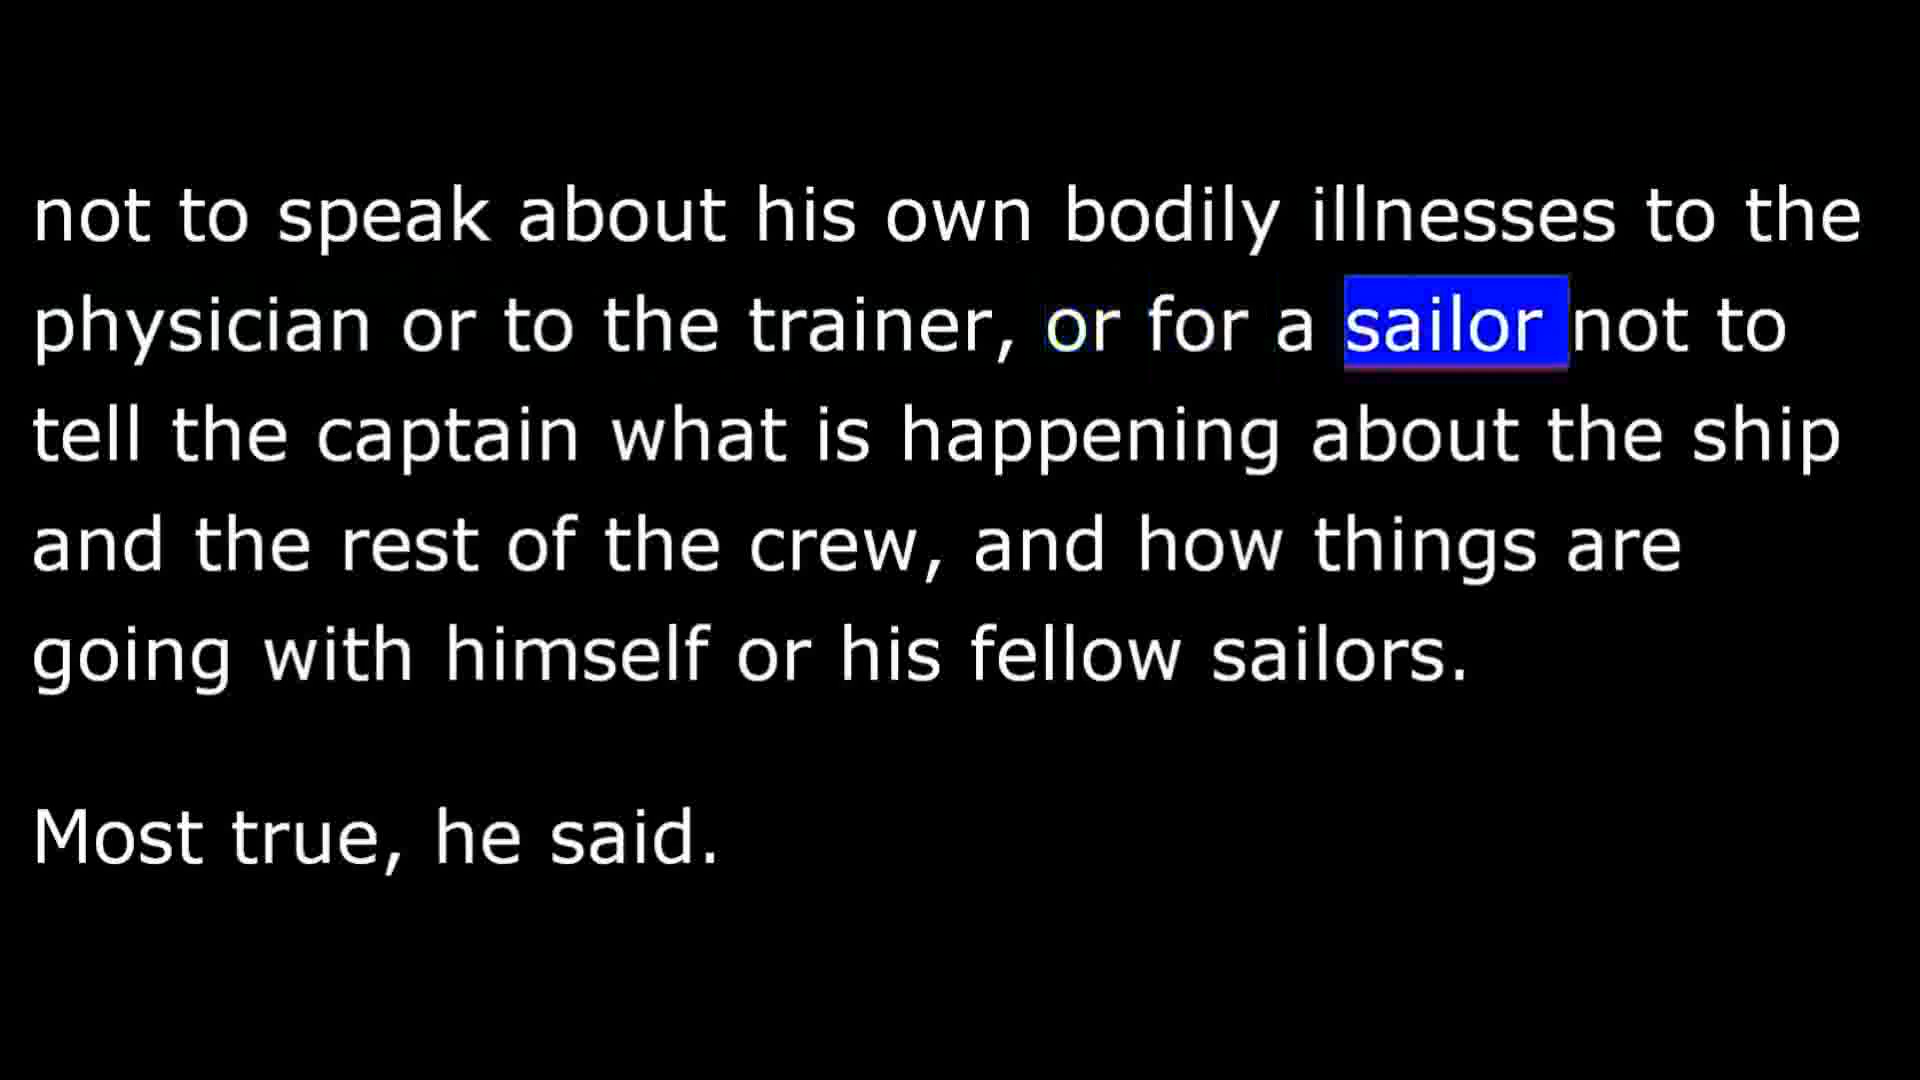 not to speak about his own bodily illnesses to the
physician or to the trainer, or for a sailor not to
tell the captain what is happening about the ship
and the rest of the crew, and how things are
going with himself or his fellow sailors.
Most true, he said.